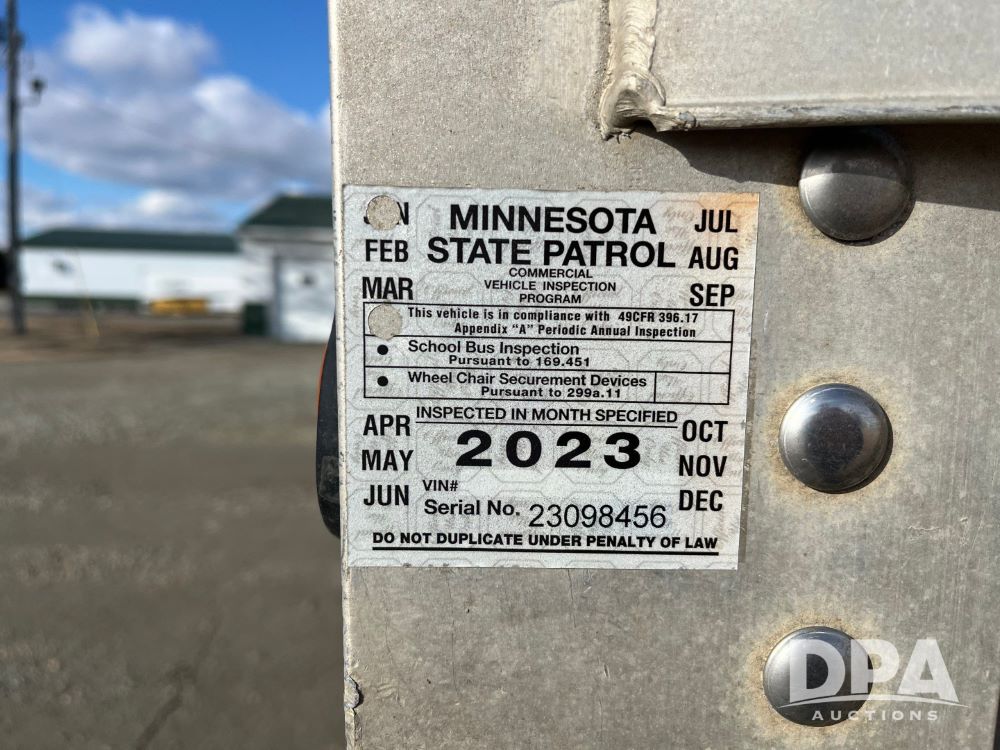 MINNESOTA
STATE PATROL
COMMERCIAL
VEHICLE INSPECTION
PROGRAM
FEB
MAR
JUL
AUG
SEP
This vehicle is in compliance with 49CFR 396.17
Appendix "A" Periodic Annual Inspection
• School Bus Inspection
Pursuant to 169.451
• Wheel Chair Securement Devices
Pursuant to 299a.11
INSPECTED IN MONTH SPECIFIED
APR
MAY
JUN
2023
OCT
NOV
DEC
VIN#
Serial No. 23098456
DO NOT DUPLICATE UNDER PENALTY OF LAW
DPA
AUCTIONS